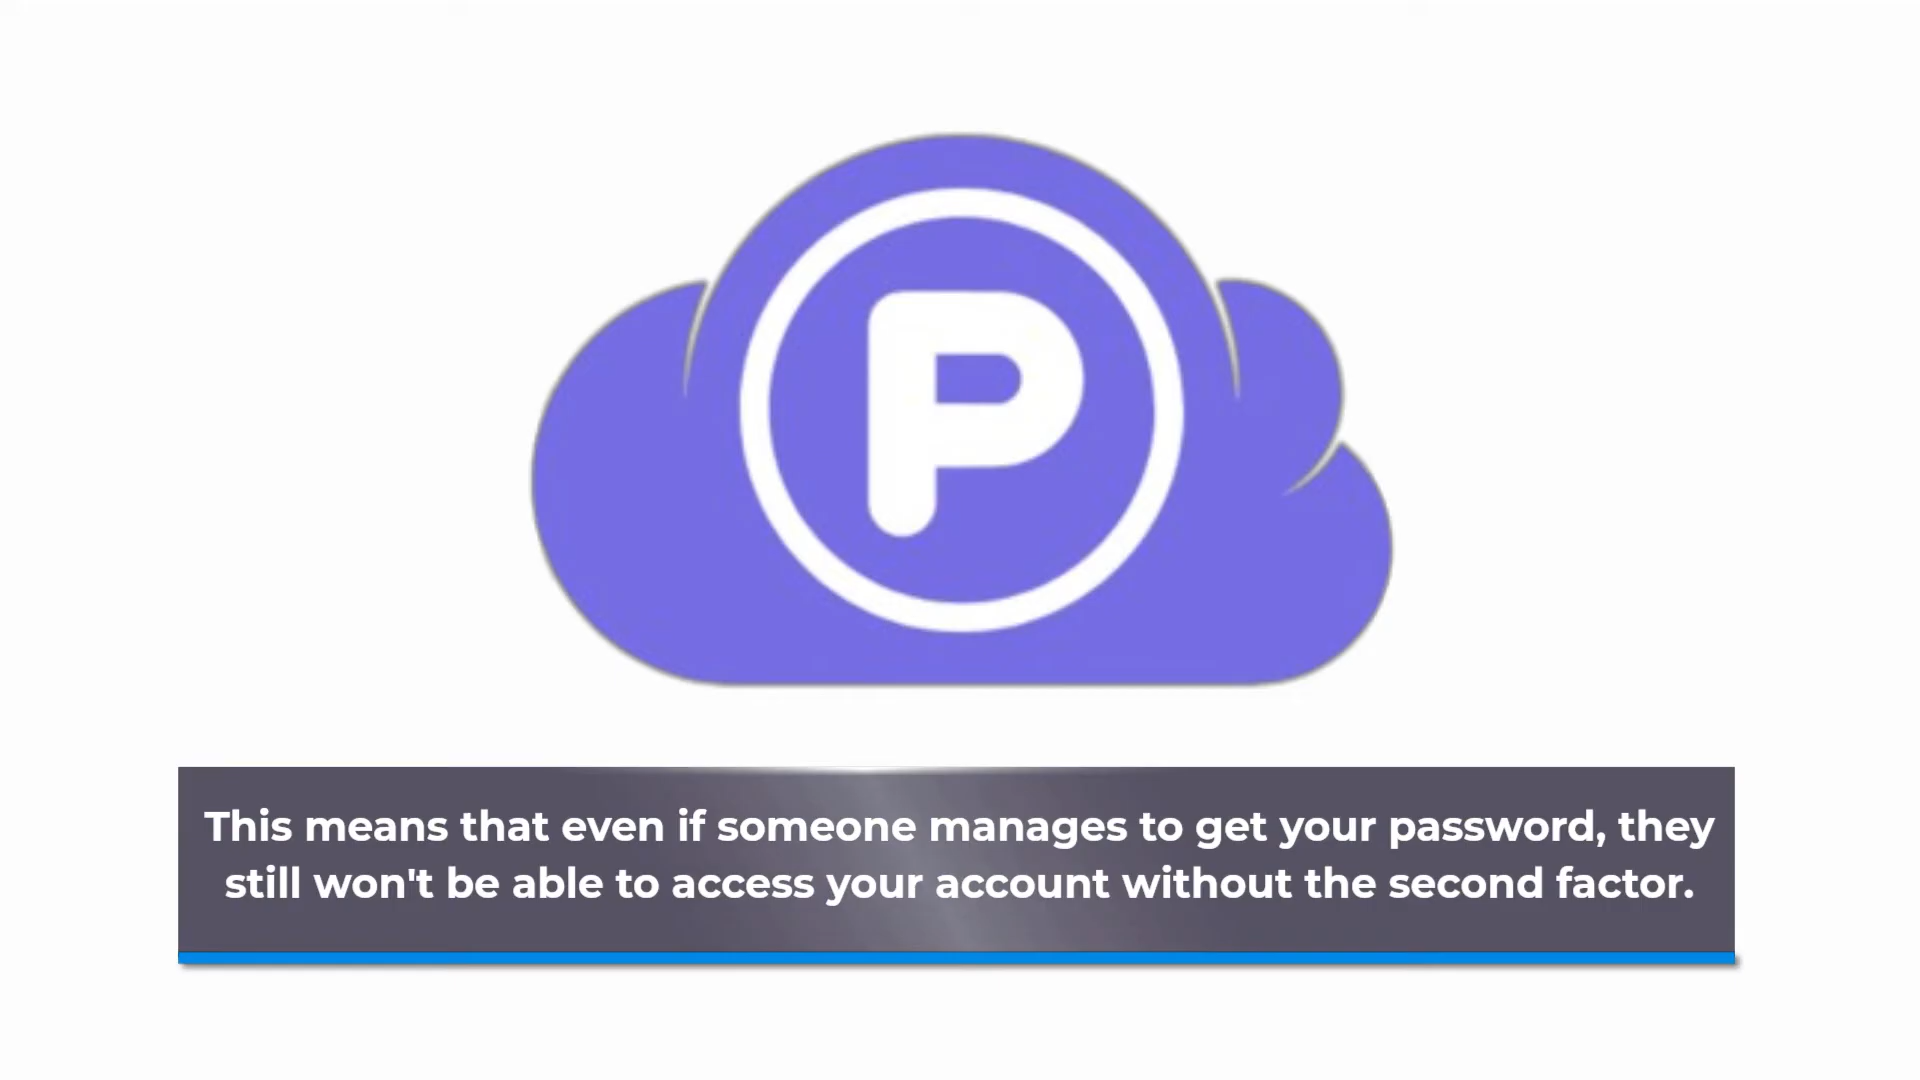 P
This means that even if someone manages to get your password, they
still won't be able to access your account without the second factor.